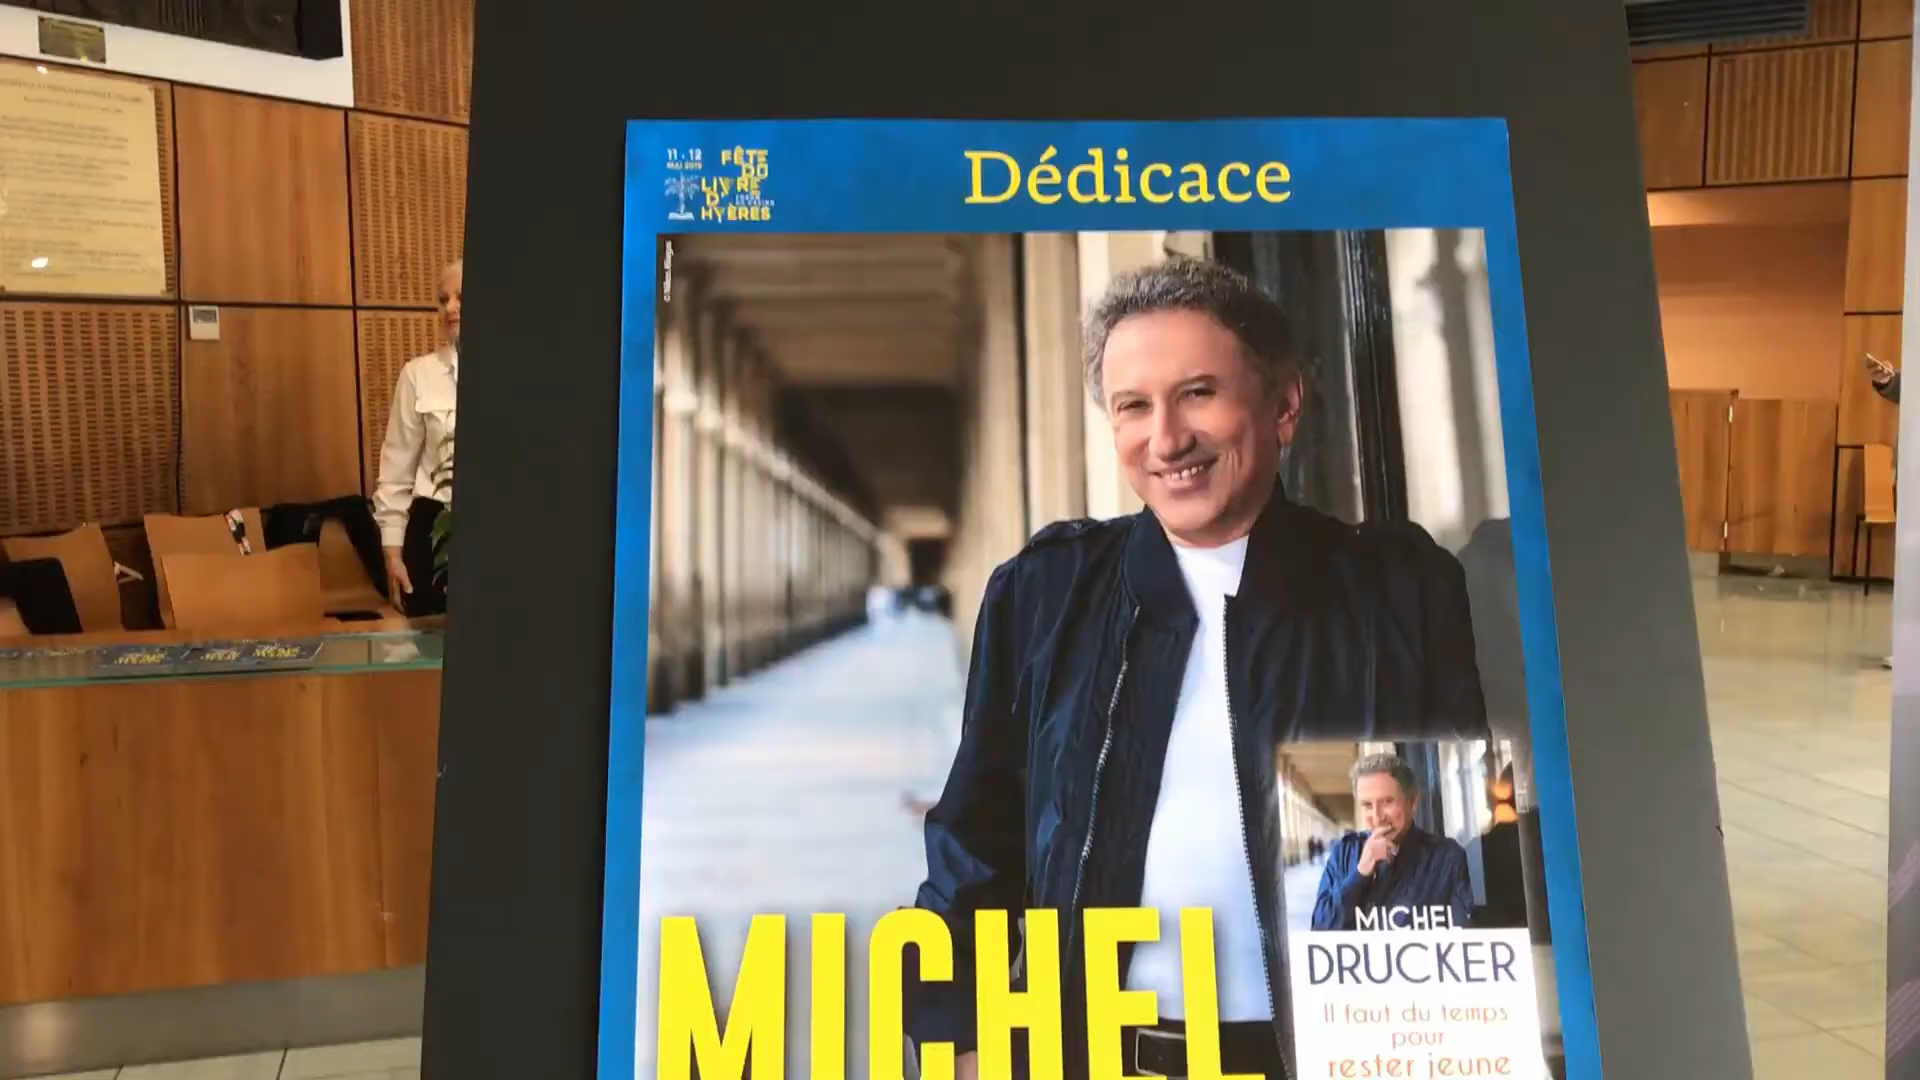 Dédicace
11 - 12
MAI 2019
FÊTE
DU
LIVRE
D'
HYÈRES
MICHEL
MICHEL
DRUCKER
Il faut du temps
pour
rester jeune